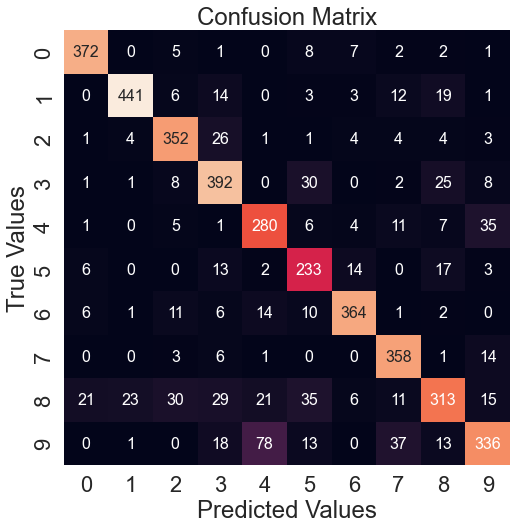 Confusion Matrix
True Values
0 372 0 5 1 0 8 7 2 2 1
1 0 441 6 14 0 3 3 12 19 1
2 1 4 352 26 1 1 4 4 4 3
3 1 1 8 392 0 30 0 2 25 8
4 1 0 5 1 280 6 4 11 7 35
5 6 0 0 13 2 233 14 0 17 3
6 6 1 11 6 14 10 364 1 2 0
7 0 0 3 6 1 0 0 358 1 14
8 21 23 30 29 21 35 6 11 313 15
9 0 1 0 18 78 13 0 37 13 336
0 1 2 3 4 5 6 7 8 9
Predicted Values